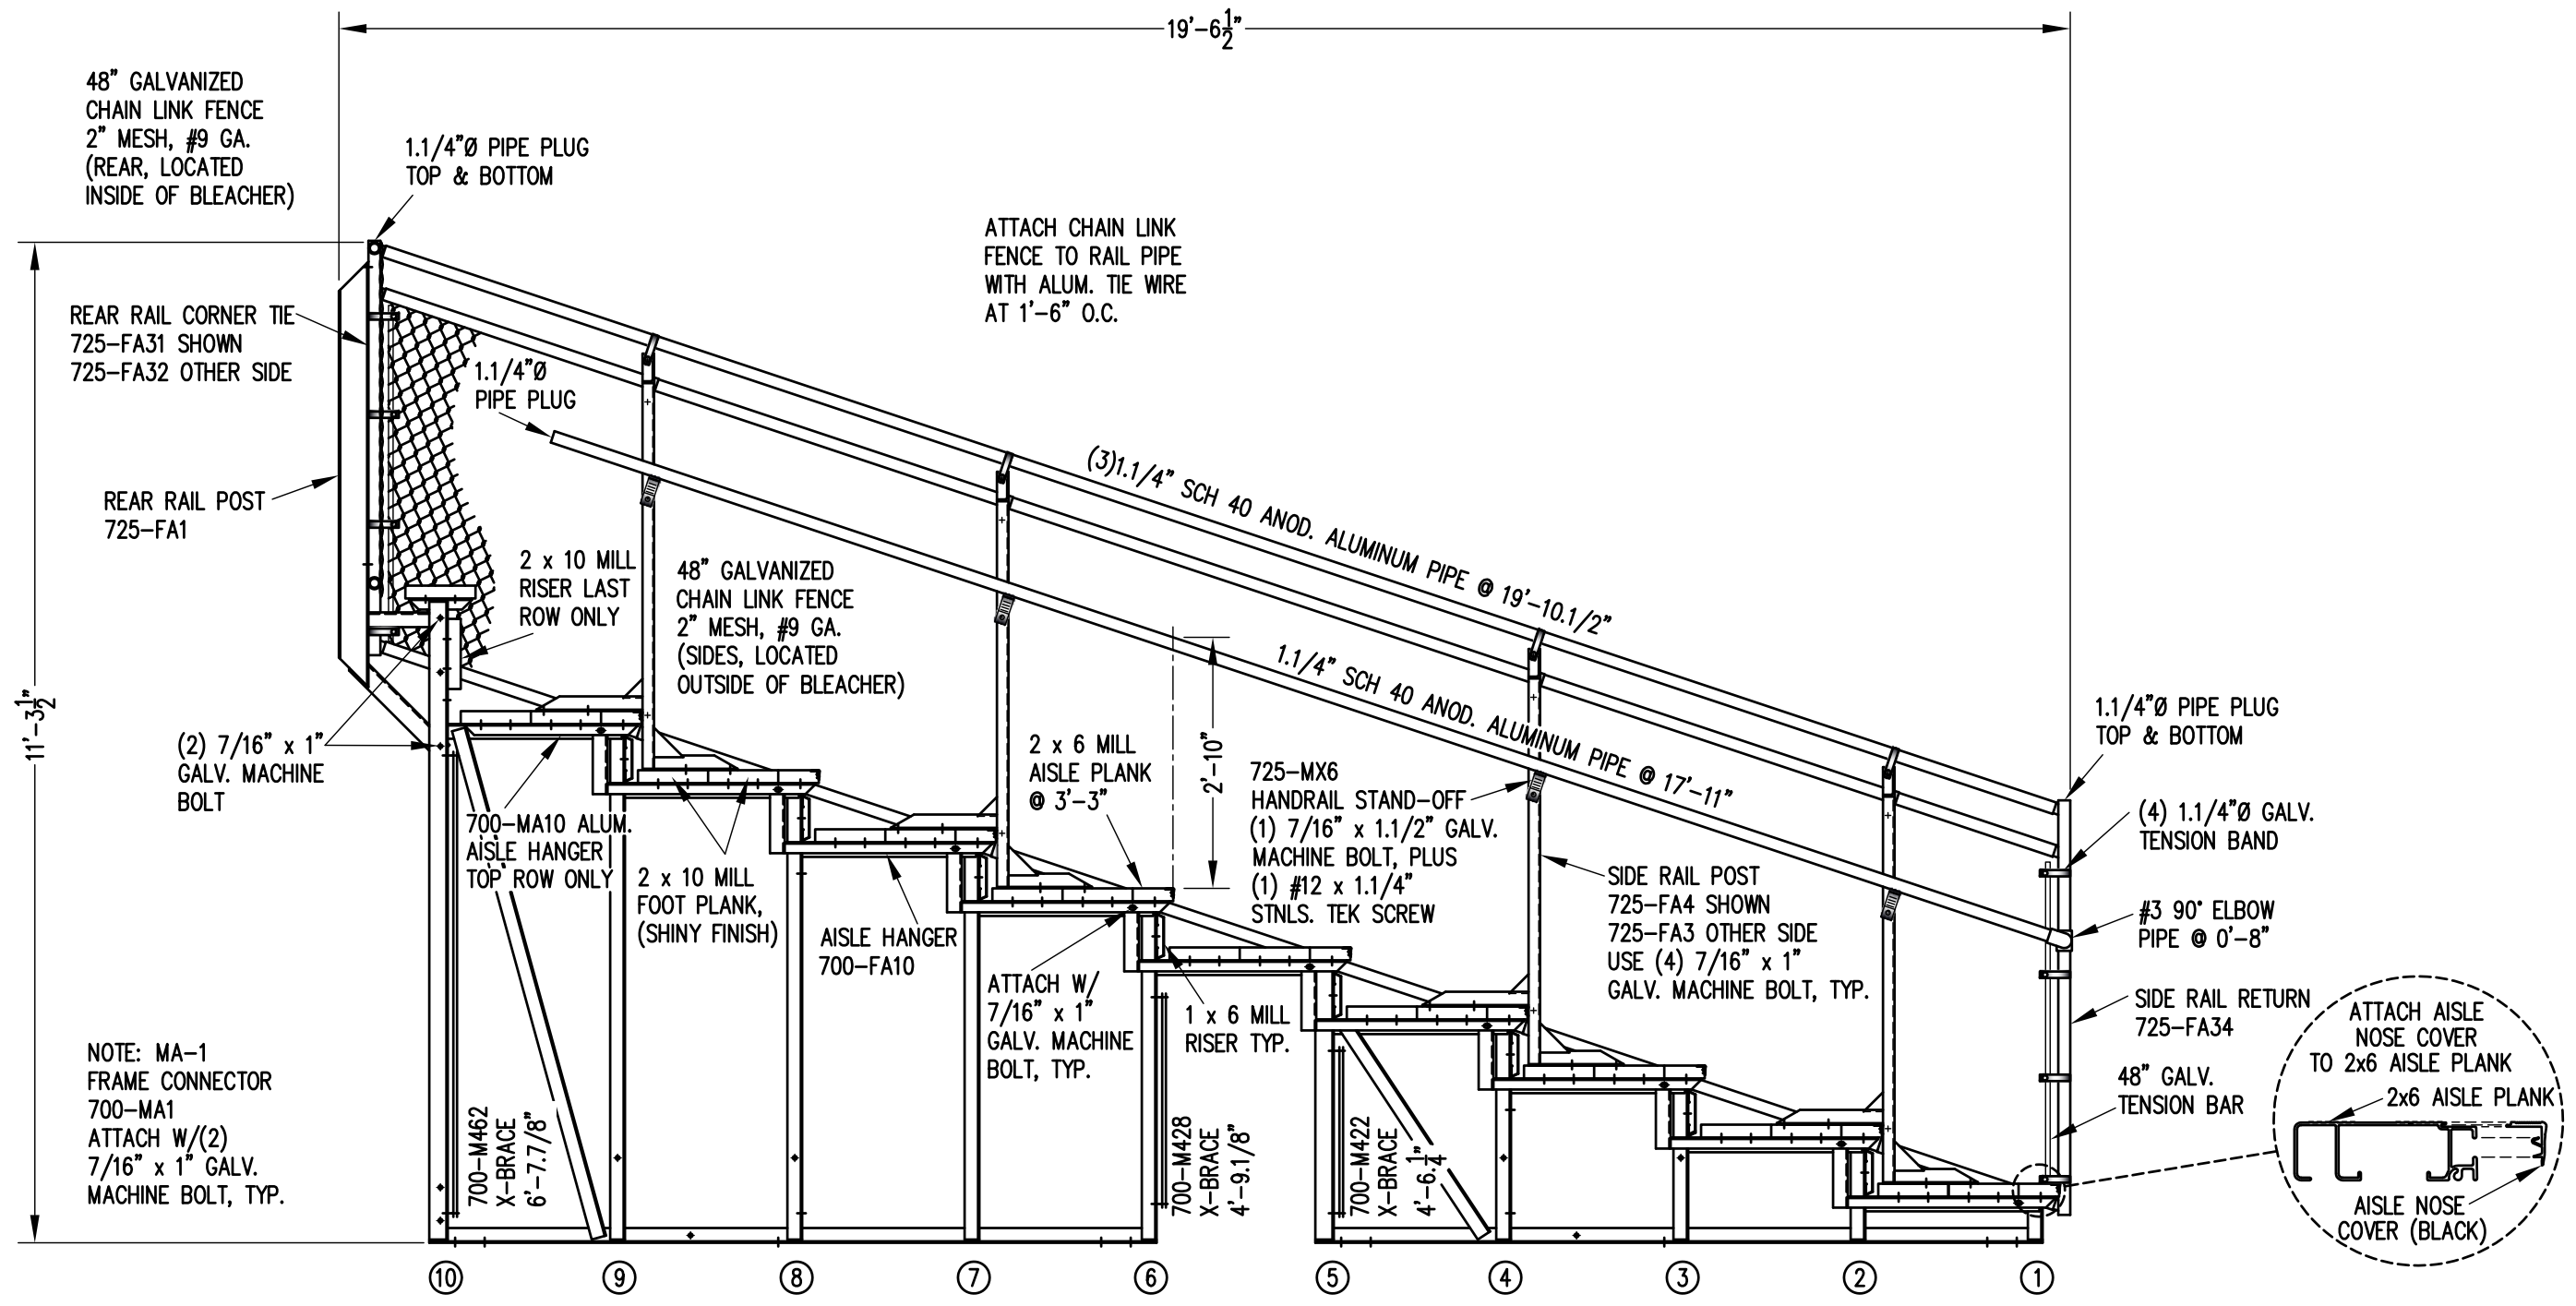 19'-6 1/2"
48" GALVANIZED
CHAIN LINK FENCE
2" MESH, #9 GA.
(REAR, LOCATED
INSIDE OF BLEACHER)
1.1/4"Ø PIPE PLUG
TOP & BOTTOM
ATTACH CHAIN LINK
FENCE TO RAIL PIPE
WITH ALUM. TIE WIRE
AT 1'-6" O.C.
REAR RAIL CORNER TIE
725-FA31 SHOWN
725-FA32 OTHER SIDE
1.1/4"Ø
PIPE PLUG
REAR RAIL POST
725-FA1
11'-3 1/2"
2 x 10 MILL
RISER LAST
ROW ONLY
48" GALVANIZED
CHAIN LINK FENCE
2" MESH, #9 GA.
(SIDES, LOCATED
OUTSIDE OF BLEACHER)
(3)1.1/4" SCH 40 ANOD. ALUMINUM PIPE @ 19'-10.1/2"
1.1/4" SCH 40 ANOD. ALUMINUM PIPE @ 17'-11"
(2) 7/16" x 1"
GALV. MACHINE
BOLT
700-MA10 ALUM.
AISLE HANGER
TOP ROW ONLY
2 x 10 MILL
FOOT PLANK,
(SHINY FINISH)
AISLE HANGER
700-FA10
2 x 6 MILL
AISLE PLANK
@ 3'-3"
2'-10"
725-MX6
HANDRAIL STAND-OFF
(1) 7/16" x 1.1/2" GALV.
MACHINE BOLT, PLUS
(1) #12 x 1.1/4"
STNLS. TEK SCREW
ATTACH W/
7/16" x 1"
GALV. MACHINE
BOLT, TYP.
1 x 6 MILL
RISER TYP.
SIDE RAIL POST
725-FA4 SHOWN
725-FA3 OTHER SIDE
USE (4) 7/16" x 1"
GALV. MACHINE BOLT, TYP.
1.1/4"Ø PIPE PLUG
TOP & BOTTOM
(4) 1.1/4"Ø GALV.
TENSION BAND
#3 90° ELBOW
PIPE @ 0'-8"
SIDE RAIL RETURN
725-FA34
48" GALV.
TENSION BAR
ATTACH AISLE
NOSE COVER
TO 2x6 AISLE PLANK
2x6 AISLE PLANK
AISLE NOSE
COVER (BLACK)
NOTE: MA-1
FRAME CONNECTOR
700-MA1
ATTACH W/(2)
7/16" x 1" GALV.
MACHINE BOLT, TYP.
700-M462
X-BRACE
6'-7.7/8"
700-M428
X-BRACE
4'-9.1/8"
700-M422
X-BRACE
4'-6 1/4"
10 9 8 7 6 5 4 3 2 1